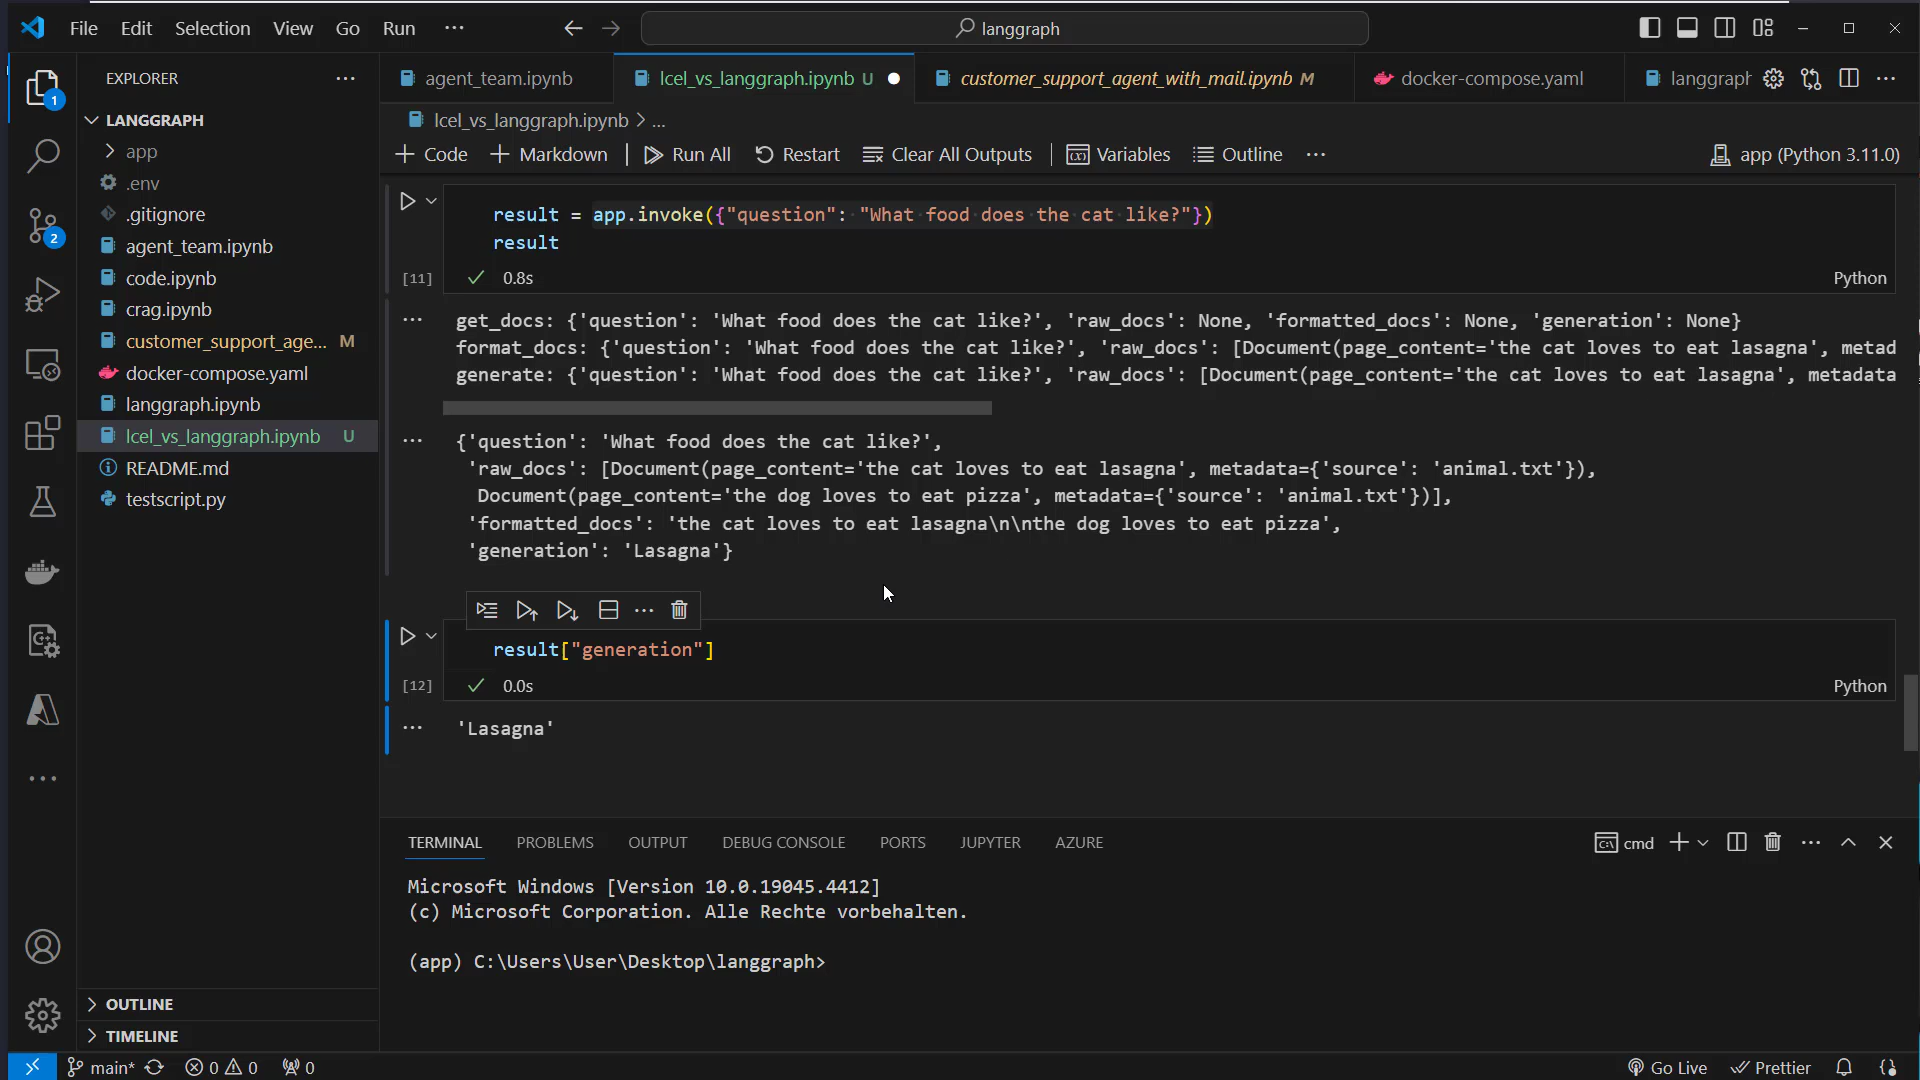 File Edit Selection View Go Run ... langgraph
EXPLORER ...
LANGGRAPH
app
.env
.gitignore
agent_team.ipynb
code.ipynb
crag.ipynb
customer_support_age... M
docker-compose.yaml
langgraph.ipynb
lcel_vs_langgraph.ipynb U
README.md
testscript.py
OUTLINE
TIMELINE
1
2
agent_team.ipynb lcel_vs_langgraph.ipynb U customer_support_agent_with_mail.ipynb M docker-compose.yaml langgraph ...
lcel_vs_langgraph.ipynb > ...
+ Code + Markdown Run All Restart Clear All Outputs Variables Outline ... app (Python 3.11.0)
result = app.invoke({"question": "What food does the cat like?"})
result
[11] 0.8s Python
get_docs: {'question': 'What food does the cat like?', 'raw_docs': None, 'formatted_docs': None, 'generation': None}
format_docs: {'question': 'What food does the cat like?', 'raw_docs': [Document(page_content='the cat loves to eat lasagna', metad
generate: {'question': 'What food does the cat like?', 'raw_docs': [Document(page_content='the cat loves to eat lasagna', metadata
{'question': 'What food does the cat like?',
'raw_docs': [Document(page_content='the cat loves to eat lasagna', metadata={'source': 'animal.txt'}),
Document(page_content='the dog loves to eat pizza', metadata={'source': 'animal.txt'})],
'formatted_docs': 'the cat loves to eat lasagna\n\nthe dog loves to eat pizza',
'generation': 'Lasagna'}
result["generation"]
[12] 0.0s Python
'Lasagna'
TERMINAL PROBLEMS OUTPUT DEBUG CONSOLE PORTS JUPYTER AZURE cmd
Microsoft Windows [Version 10.0.19045.4412]
(c) Microsoft Corporation. Alle Rechte vorbehalten.
(app) C:\Users\User\Desktop\langgraph>
main* 0 0 0 Go Live Prettier